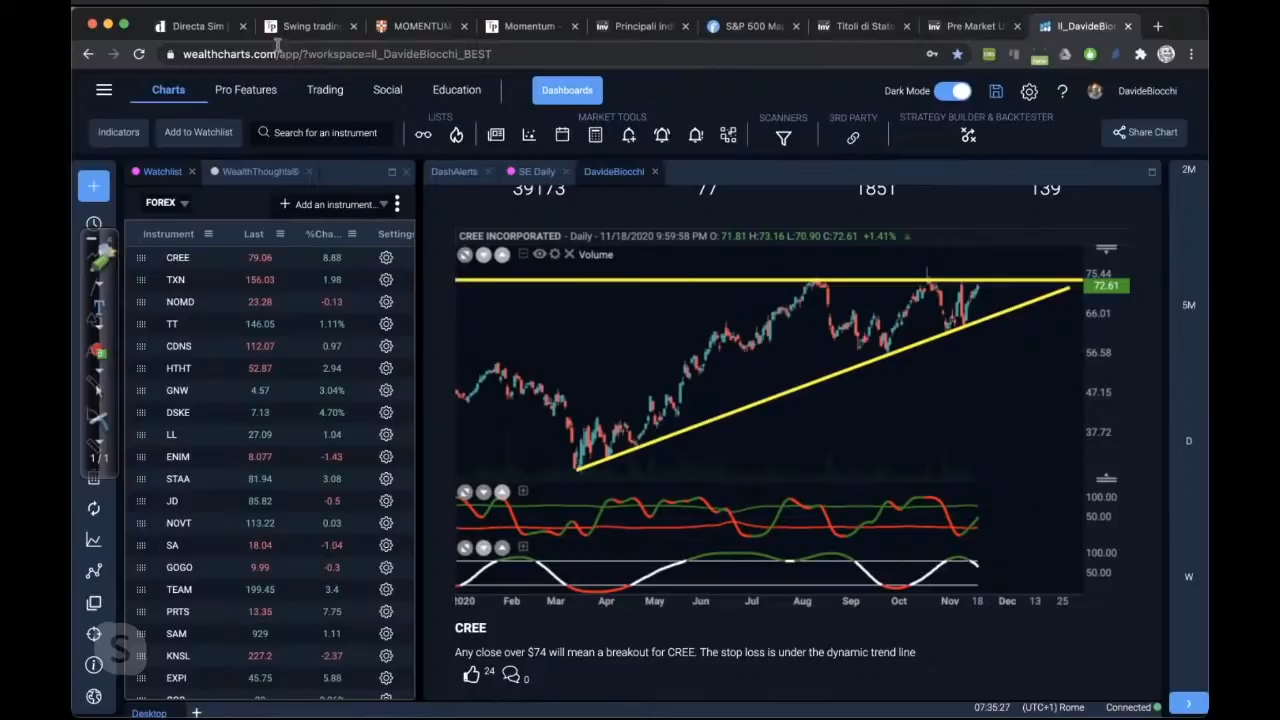 Directa Sim
Swing trading
MOMENTUM
Momentum –
Principali ind
S&P 500 Ma
Titoli di Stato
Pre Market U
II_DavideBioc
wealthcharts.com/app/?workspace=II_DavideBiocchi_BEST
new
Charts Pro Features Trading Social Education Dashboards Dark Mode DavideBiocchi
LISTS MARKET TOOLS SCANNERS 3RD PARTY STRATEGY BUILDER & BACKTESTER
Indicators Add to Watchlist Search for an instrument Share Chart
Watchlist WealthThoughts® DashAlerts SE Daily DavideBiocchi
2M
39173 77 1851 139
FOREX Add an instrument...
Instrument Last %Cha... Settings
CREE 79.06 8.88
TXN 156.03 1.98
NOMD 23.28 -0.13
TT 146.05 1.11%
CDNS 112.07 0.97
HTHT 52.87 2.94
GNW 4.57 3.04%
DSKE 7.13 4.70%
LL 27.09 1.04
ENIM 8.077 -1.43
STAA 81.94 3.08
JD 85.82 -0.5
NOVT 113.22 0.03
SA 18.04 -1.04
GOGO 9.99 -0.3
TEAM 199.45 3.4
PRTS 13.35 7.75
SAM 929 1.11
KNSL 227.2 -2.37
EXPI 45.75 5.88
1/1
S
CREE INCORPORATED - Daily - 11/18/2020 9:59:58 PM O: 71.81 H:73.16 L:70.90 C:72.61 +1.41%
Volume
75.44
72.61
66.01
56.58
47.15
37.72
100.00
50.00
100.00
50.00
2020 Feb Mar Apr May Jun Jul Aug Sep Oct Nov 18 Dec 13 25
5M
D
W
CREE
Any close over $74 will mean a breakout for CREE. The stop loss is under the dynamic trend line
24 0
Desktop
07:35:27 (UTC+1) Rome Connected